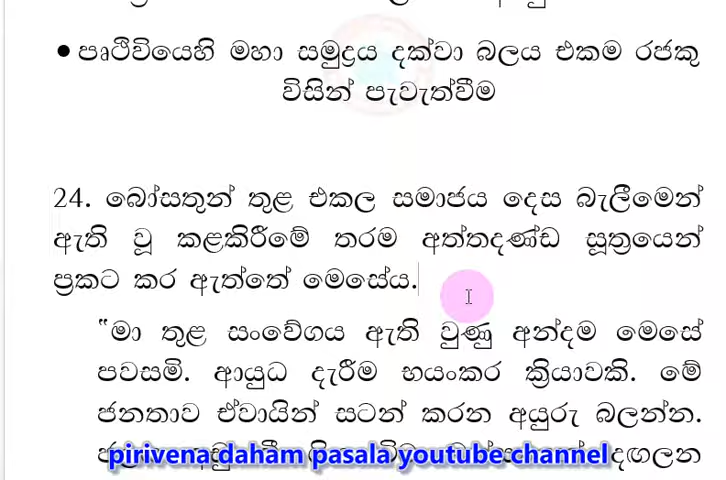 • පෘථිවියෙහි මහා සමුද්‍රය දක්වා බලය එකම රජකු
විසින් පැවැත්වීම
24. බෝසතුන් තුළ එකල සමාජය දෙස බැලීමෙන්
ඇති වූ කළකිරීමේ තරම අත්තදණ්ඩ සූත්‍රයෙන්
ප්‍රකට කර ඇත්තේ මෙසේය.
“මා තුළ සංවේගය ඇති වුණු අන්දම මෙසේ
පවසමි. ආයුධ දැරීම භයංකර ක්‍රියාවකි. මේ
ජනතාව ඒවායින් සටන් කරන අයුරු බලන්න.
දඟලන
pirivena daham pasala youtube channel